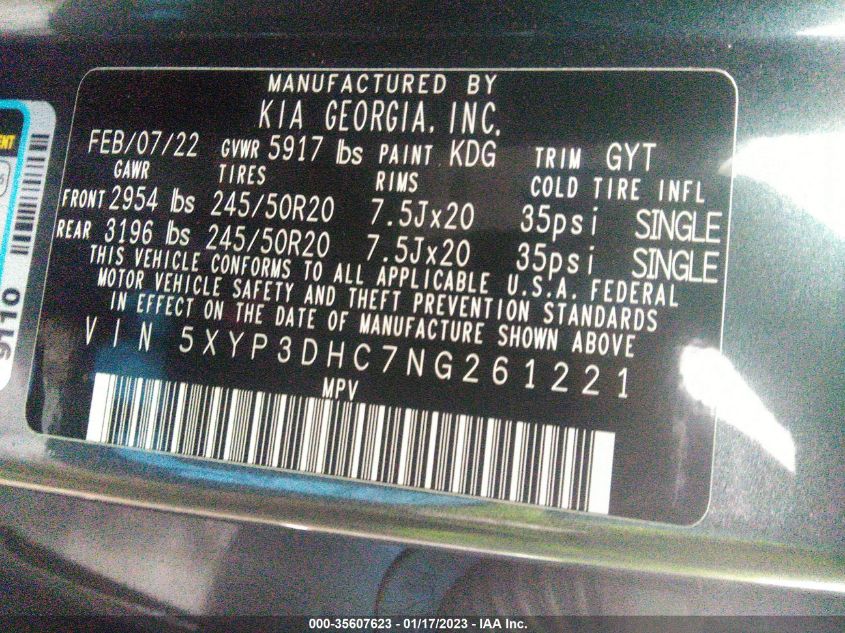 MANUFACTURED BY
KIA GEORGIA, INC.
FEB/07/22 GVWR 5917 lbs PAINT KDG TRIM GYT
GAWR TIRES RIMS COLD TIRE INFL
FRONT 2954 lbs 245/50R20 7.5Jx20 35psi SINGLE
REAR 3196 lbs 245/50R20 7.5Jx20 35psi SINGLE
THIS VEHICLE CONFORMS TO ALL APPLICABLE U.S.A. FEDERAL
MOTOR VEHICLE SAFETY AND THEFT PREVENTION STANDARDS
IN EFFECT ON THE DATE OF MANUFACTURE SHOWN ABOVE
VIN 5XYP3DHC7NG261221
MPV
9110
000-35607623 - 01/17/2023 - IAA Inc.